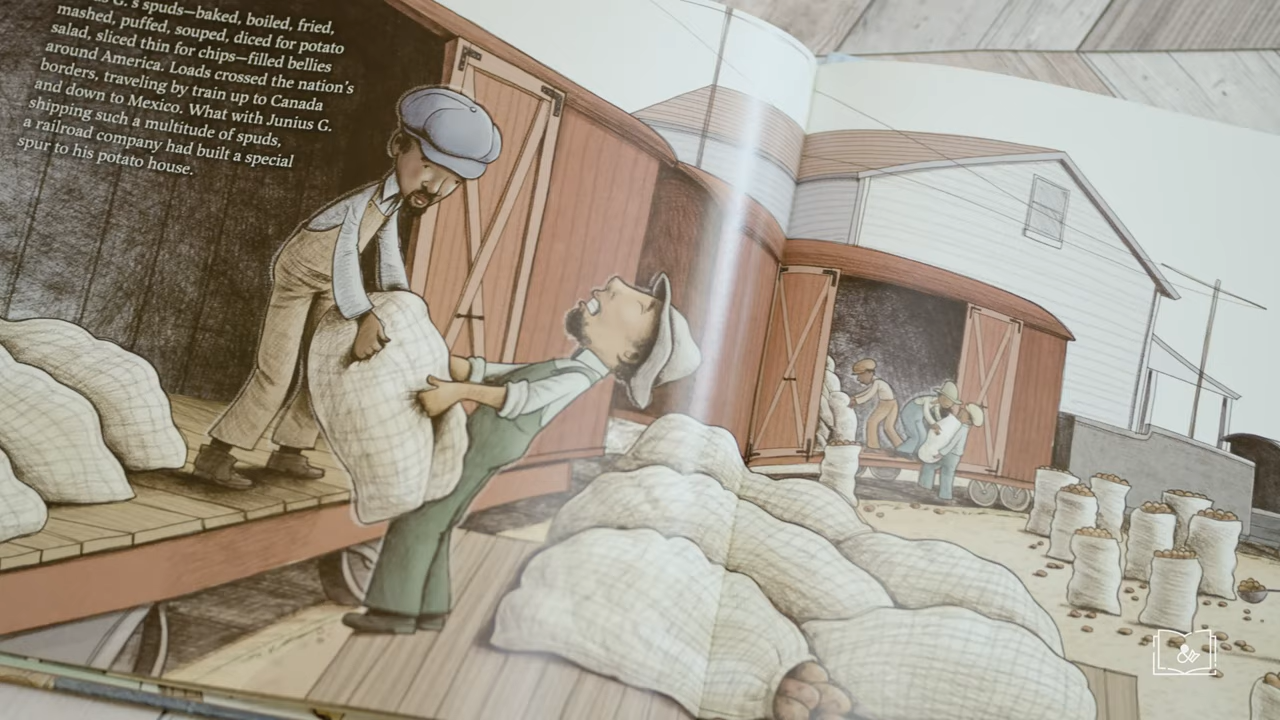 G.'s spuds—baked, boiled, fried,
mashed, puffed, souped, diced for potato
salad, sliced thin for chips—filled bellies
around America. Loads crossed the nation's
borders, traveling by train up to Canada
and down to Mexico. What with Junius G.
shipping such a multitude of spuds,
a railroad company had built a special
spur to his potato house.
&